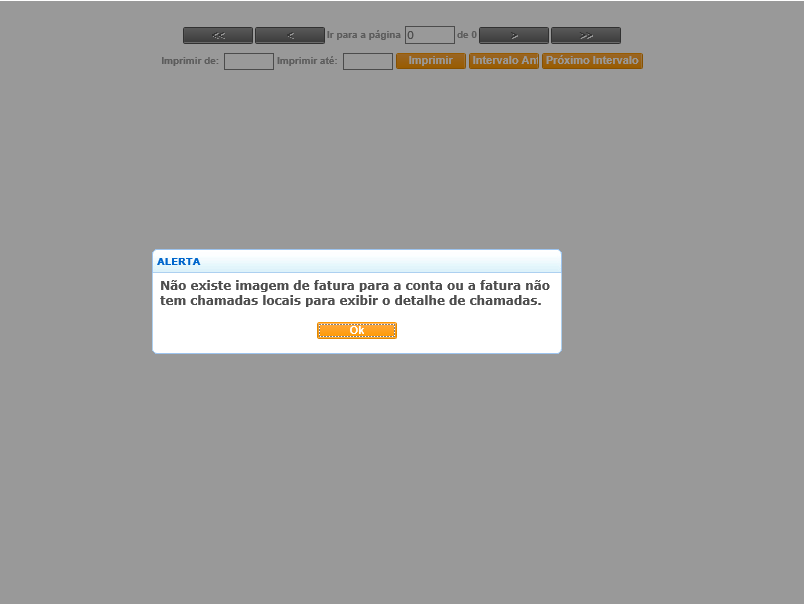 << < Ir para a página 0 de 0 > >>
Imprimir de: Imprimir até: Imprimir Intervalo Ant Próximo Intervalo
ALERTA
Não existe imagem de fatura para a conta ou a fatura não
tem chamadas locais para exibir o detalhe de chamadas.
Ok